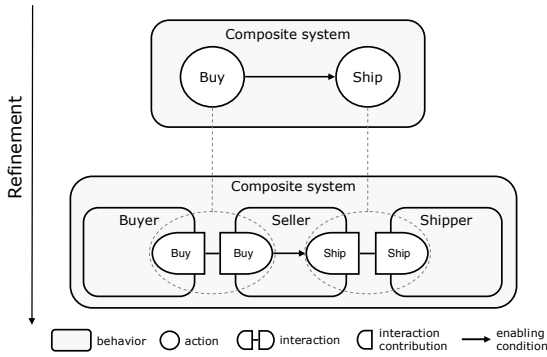 Composite system
Buy
Ship
Refinement
Composite system
Buyer
Seller
Shipper
Buy
Buy
Ship
Ship
behavior
action
interaction
interaction
contribution
enabling
condition